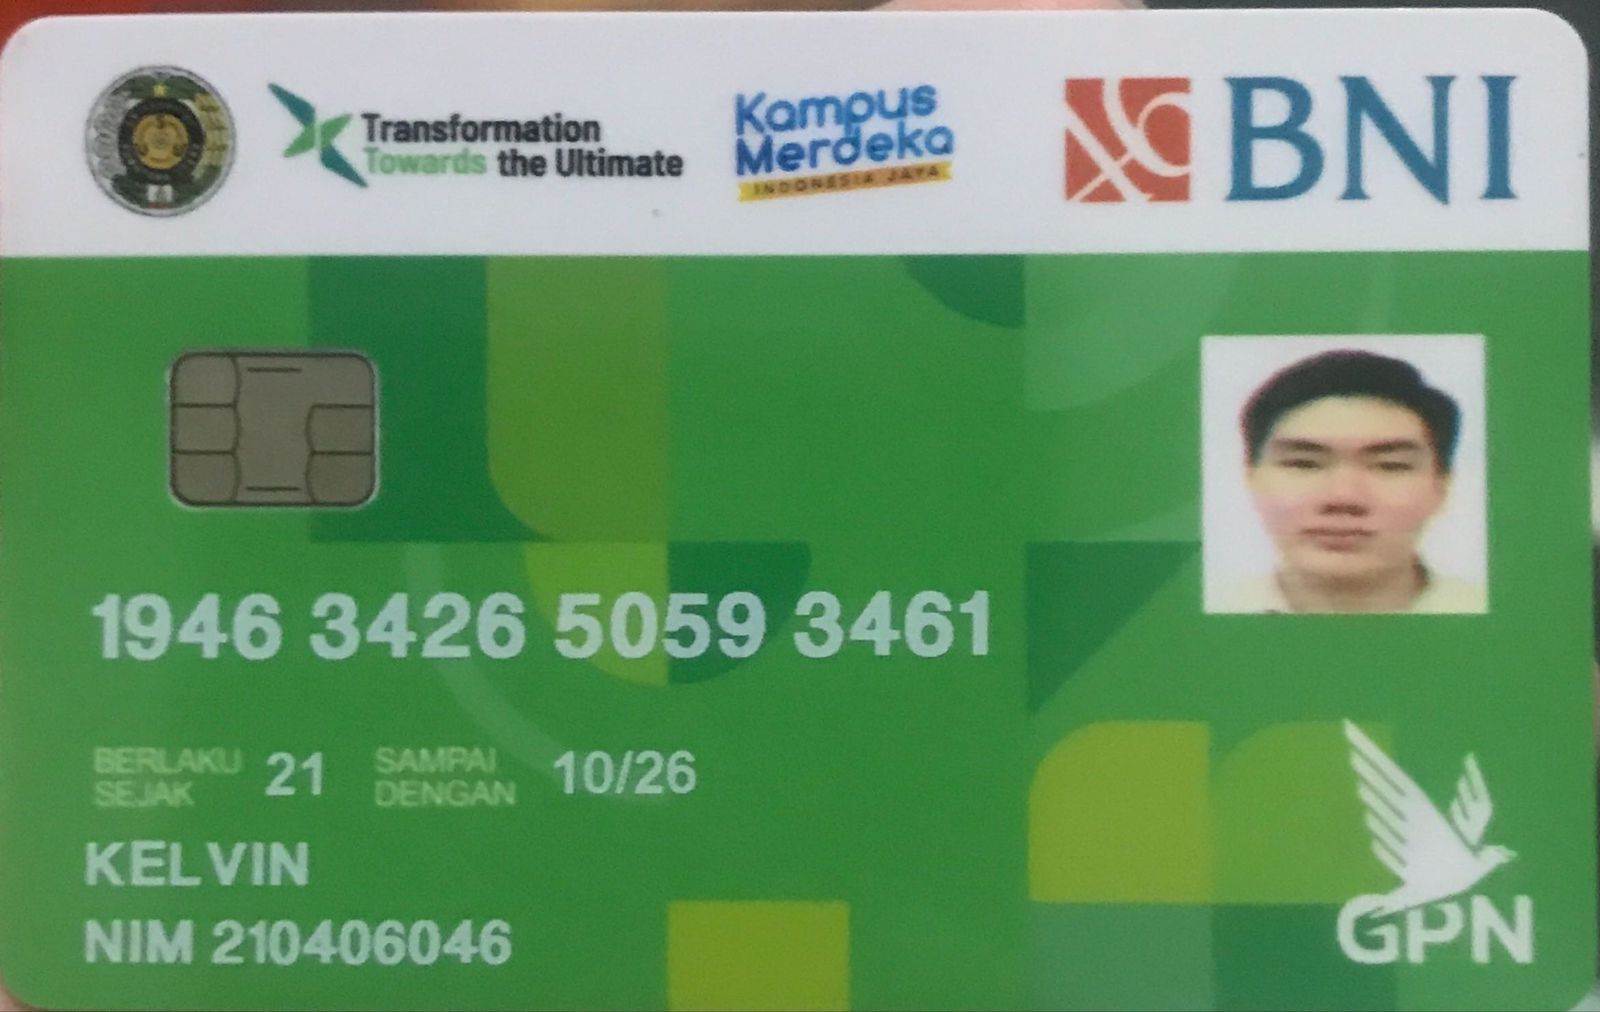 Transformation
Towards the Ultimate
Kampus
Merdeka
INDONESIA JAYA
BNI
1946 3426 5059 3461
BERLAKU
SEJAK
21
SAMPAI
DENGAN
10/26
KELVIN
NIM 210406046
GPN